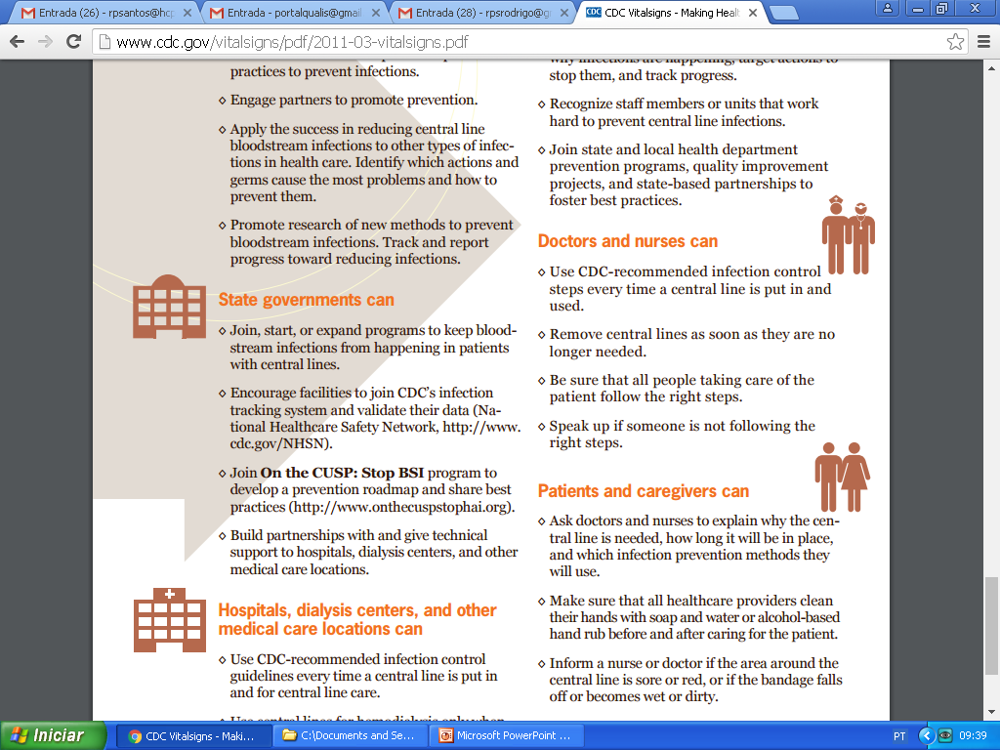 Entrada (26) - rpsantos@hcp
Entrada - portalqualis@gmail
Entrada (28) - rpsrodrigo@g
CDC Vitalsigns - Making Heal
www.cdc.gov/vitalsigns/pdf/2011-03-vitalsigns.pdf
practices to prevent infections.
◊ Engage partners to promote prevention.
◊ Apply the success in reducing central line
bloodstream infections to other types of infec-
tions in health care. Identify which actions and
germs cause the most problems and how to
prevent them.
◊ Promote research of new methods to prevent
bloodstream infections. Track and report
progress toward reducing infections.
State governments can
◊ Join, start, or expand programs to keep blood-
stream infections from happening in patients
with central lines.
◊ Encourage facilities to join CDC's infection
tracking system and validate their data (Na-
tional Healthcare Safety Network, http://www.
cdc.gov/NHSN).
◊ Join On the CUSP: Stop BSI program to
develop a prevention roadmap and share best
practices (http://www.onthecuspstophai.org).
◊ Build partnerships with and give technical
support to hospitals, dialysis centers, and other
medical care locations.
Hospitals, dialysis centers, and other
medical care locations can
◊ Use CDC-recommended infection control
guidelines every time a central line is put in
and for central line care.
Use central lines for hemodialysis only when
why infections are happening, target actions to
stop them, and track progress.
◊ Recognize staff members or units that work
hard to prevent central line infections.
◊ Join state and local health department
prevention programs, quality improvement
projects, and state-based partnerships to
foster best practices.
Doctors and nurses can
◊ Use CDC-recommended infection control
steps every time a central line is put in and
used.
◊ Remove central lines as soon as they are no
longer needed.
◊ Be sure that all people taking care of the
patient follow the right steps.
◊ Speak up if someone is not following the
right steps.
Patients and caregivers can
◊ Ask doctors and nurses to explain why the cen-
tral line is needed, how long it will be in place,
and which infection prevention methods they
will use.
◊ Make sure that all healthcare providers clean
their hands with soap and water or alcohol-based
hand rub before and after caring for the patient.
◊ Inform a nurse or doctor if the area around the
central line is sore or red, or if the bandage falls
off or becomes wet or dirty.
Iniciar
CDC Vitalsigns - Maki...
C:\Documents and Se...
Microsoft PowerPoint ...
PT
09:39